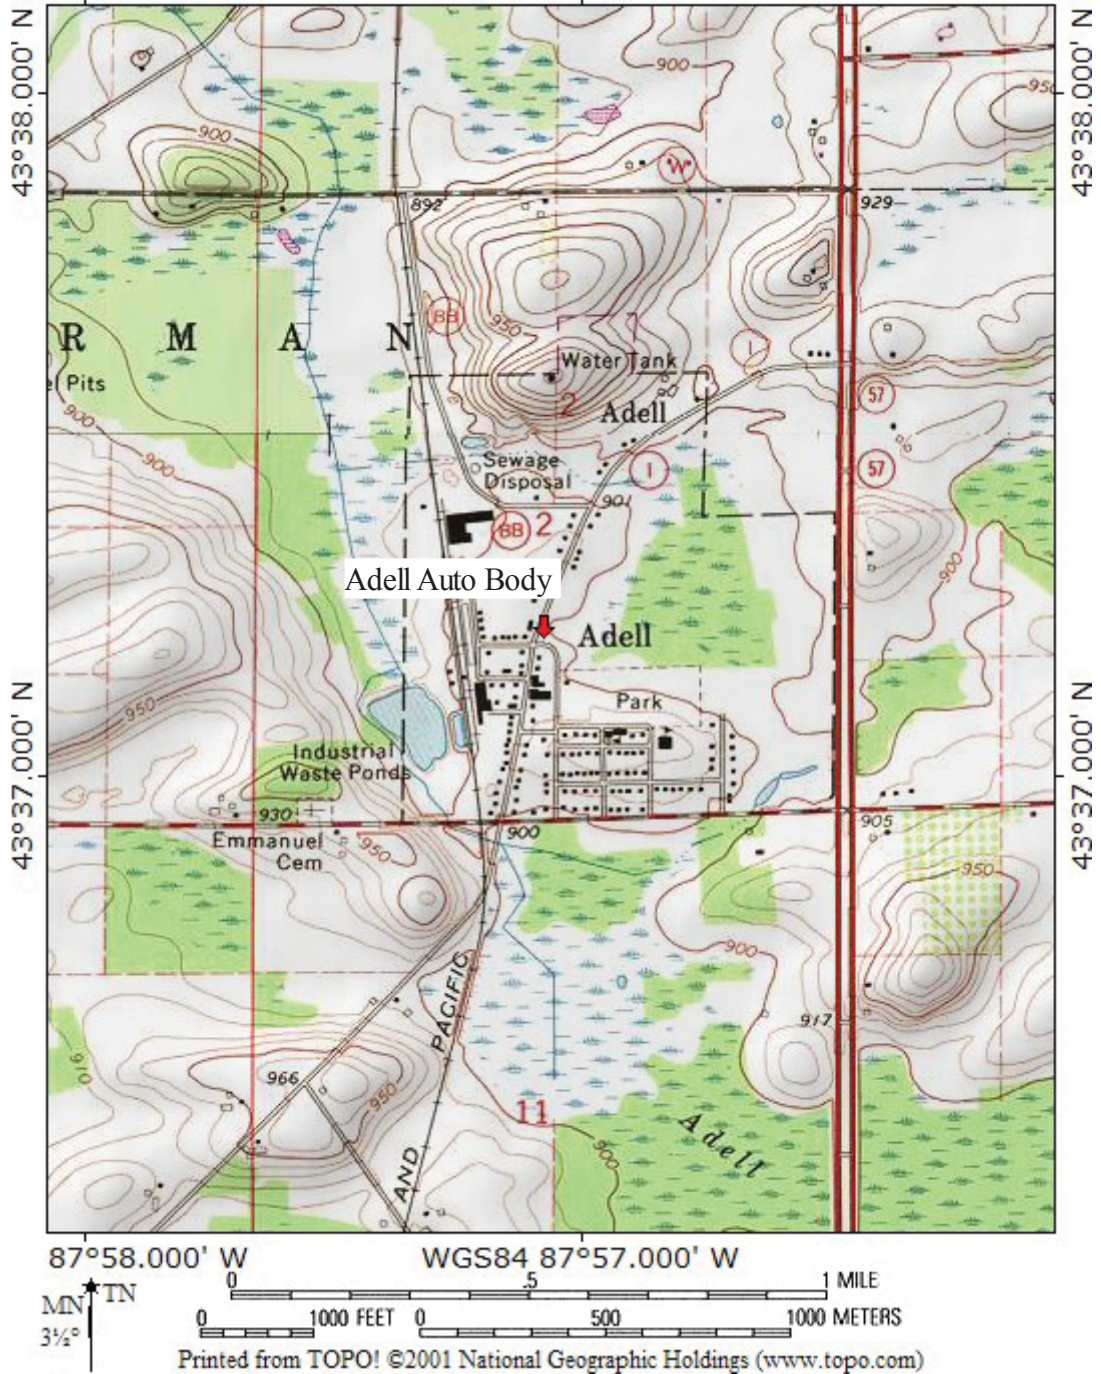 43°38.000' N
43°38.000' N
900
950
900
W
892
929
BB
950
R M A N
I
Water Tank
el Pits
57
2
Adell
900
900
Sewage
Disposal
I
57
901
BB
2
900
Adell Auto Body
Adell
43°37.000' N
43°37.000' N
950
Park
Industrial
Waste Ponds
930
900
905
Emmanuel
Cem
950
950
900
PACIFIC
917
910
966
950
11
Adell
900
AND
87°58.000' W
WGS84 87°57.000' W
TN
MN
3½°
0 .5 1 MILE
0 1000 FEET 0 500 1000 METERS
Printed from TOPO! ©2001 National Geographic Holdings (www.topo.com)